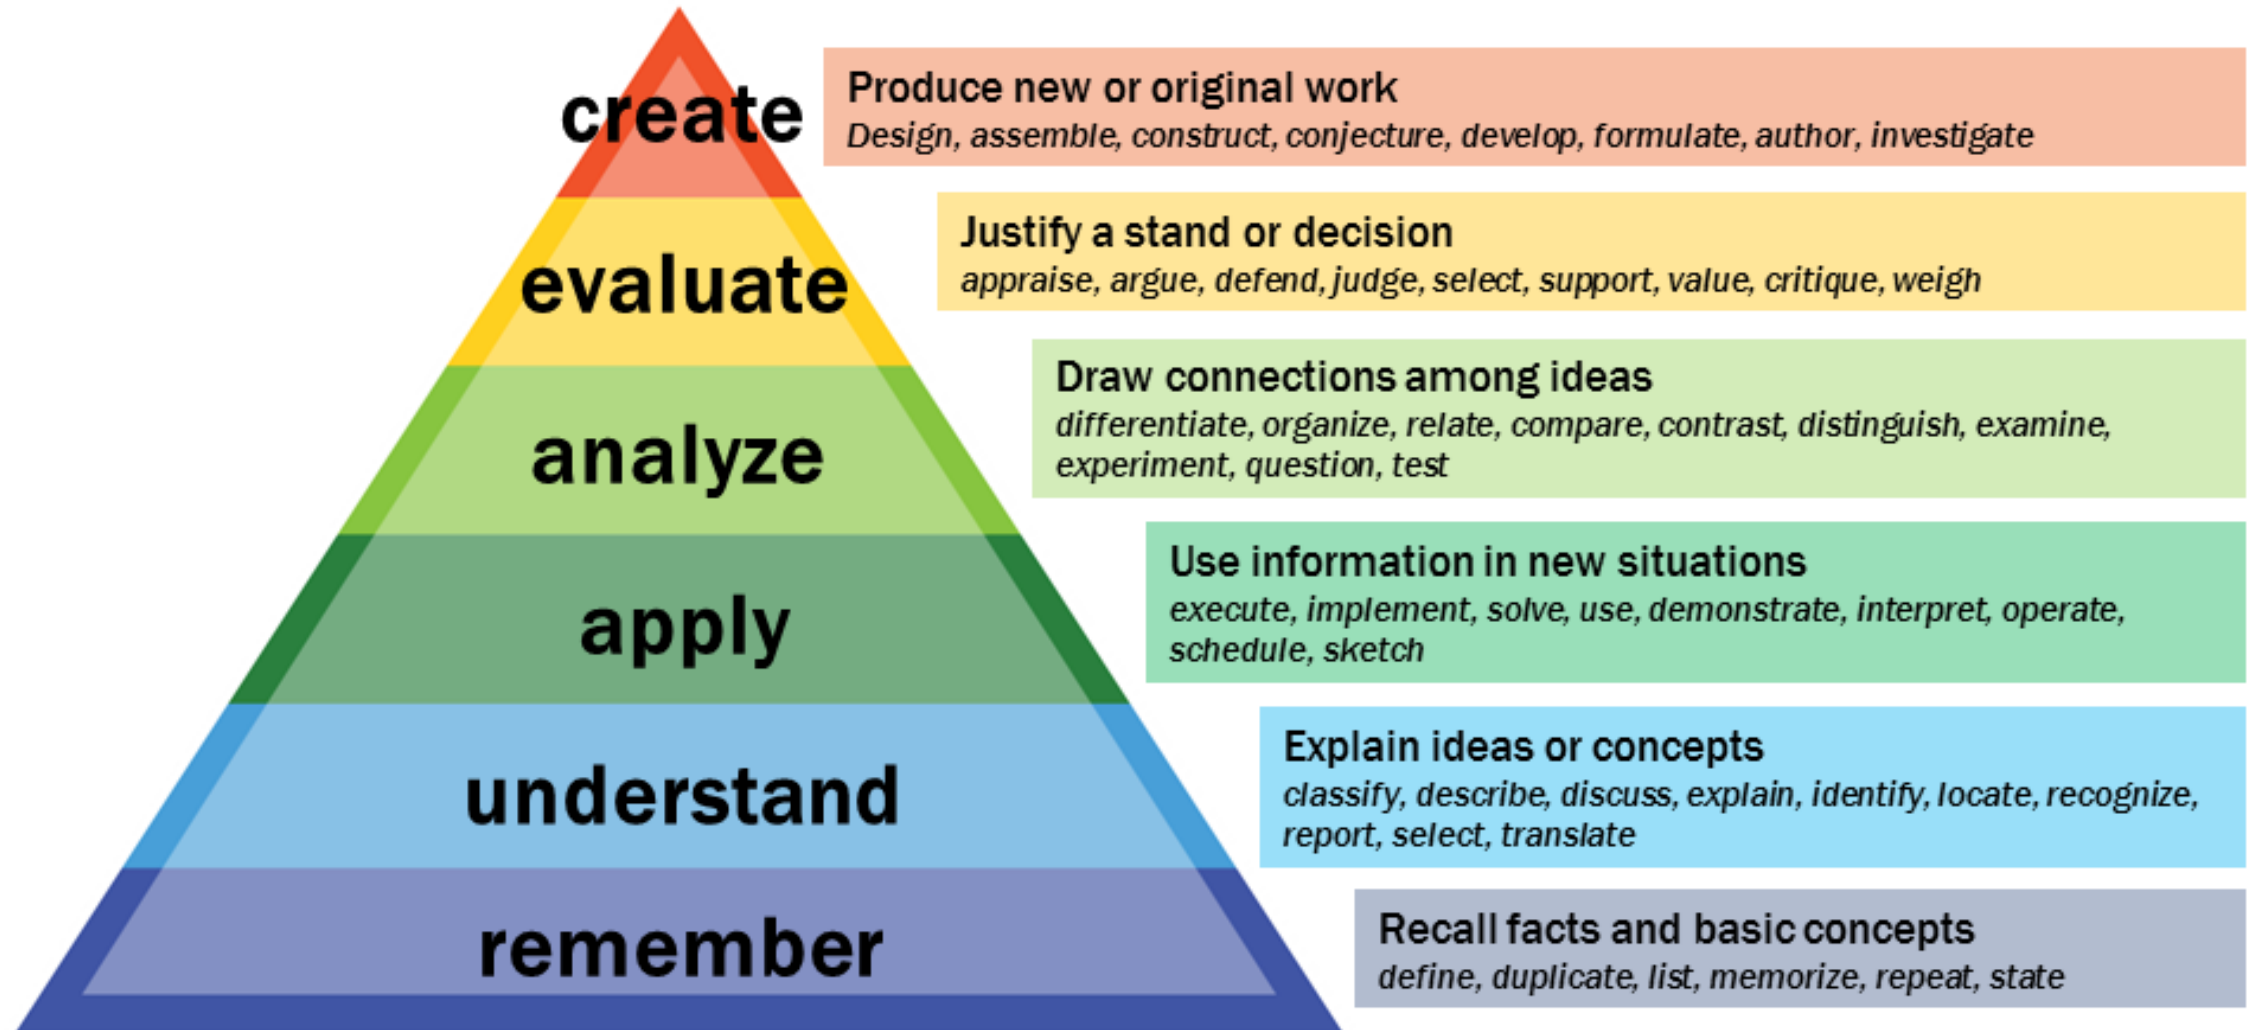 create
Produce new or original work
Design, assemble, construct, conjecture, develop, formulate, author, investigate
evaluate
Justify a stand or decision
appraise, argue, defend, judge, select, support, value, critique, weigh
analyze
Draw connections among ideas
differentiate, organize, relate, compare, contrast, distinguish, examine,
experiment, question, test
apply
Use information in new situations
execute, implement, solve, use, demonstrate, interpret, operate,
schedule, sketch
understand
Explain ideas or concepts
classify, describe, discuss, explain, identify, locate, recognize,
report, select, translate
remember
Recall facts and basic concepts
define, duplicate, list, memorize, repeat, state